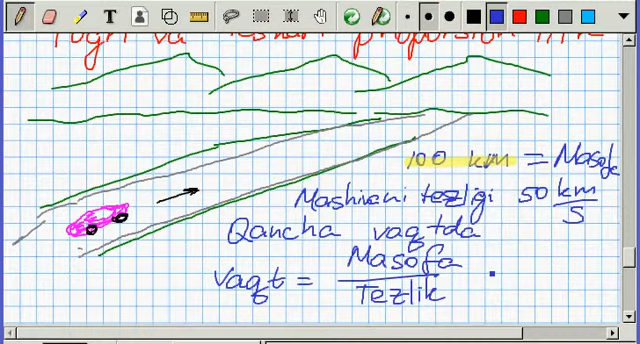 100 km = Masofa
Mashinani tezligi 50 km/S
Qancha vaqtda
vaqt = Masofa/Tezlik